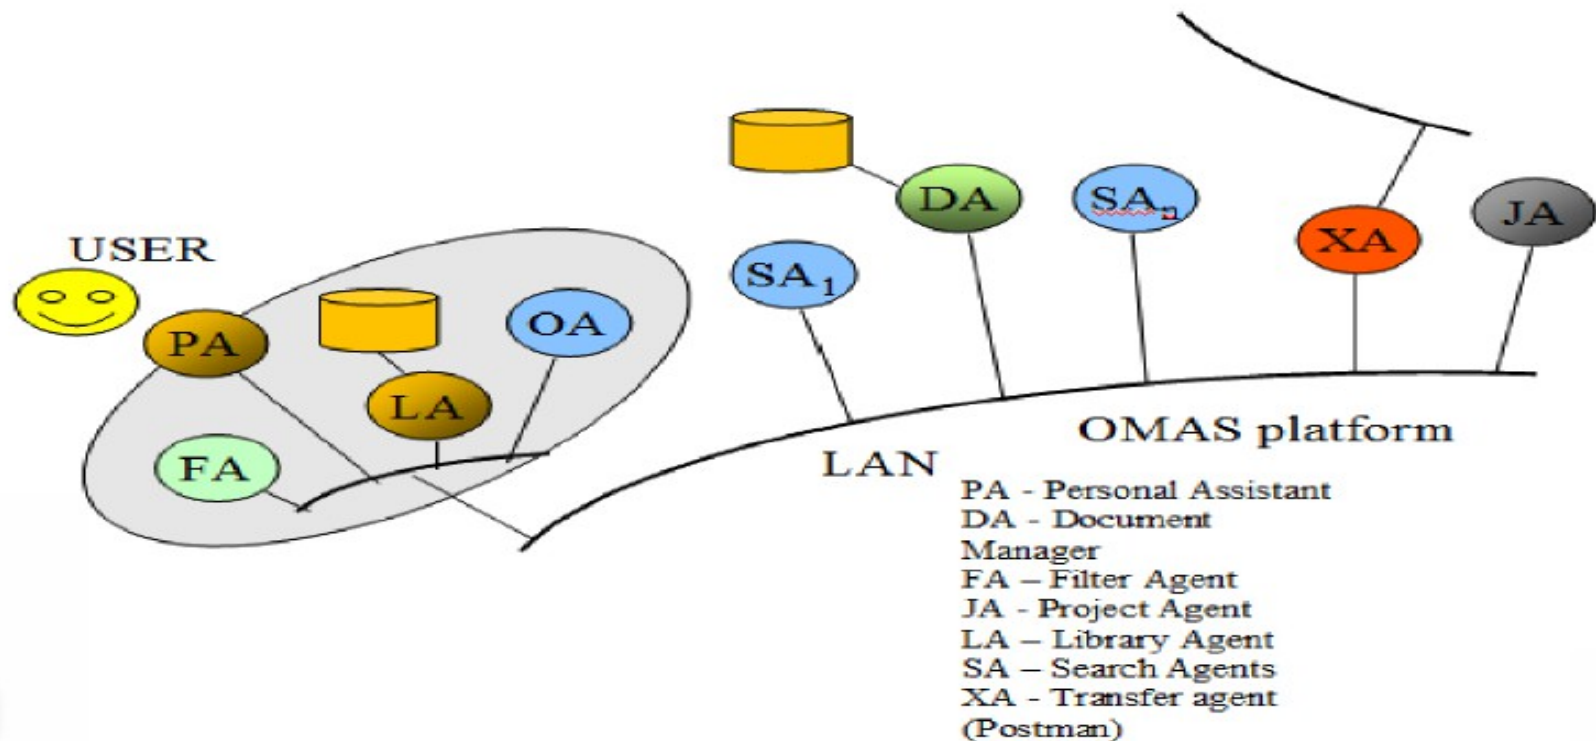 USER
PA
LA
OA
FA
SA1
DA
SAn
XA
JA
LAN
OMAS platform
PA - Personal Assistant
DA - Document
Manager
FA – Filter Agent
JA - Project Agent
LA – Library Agent
SA – Search Agents
XA - Transfer agent
(Postman)